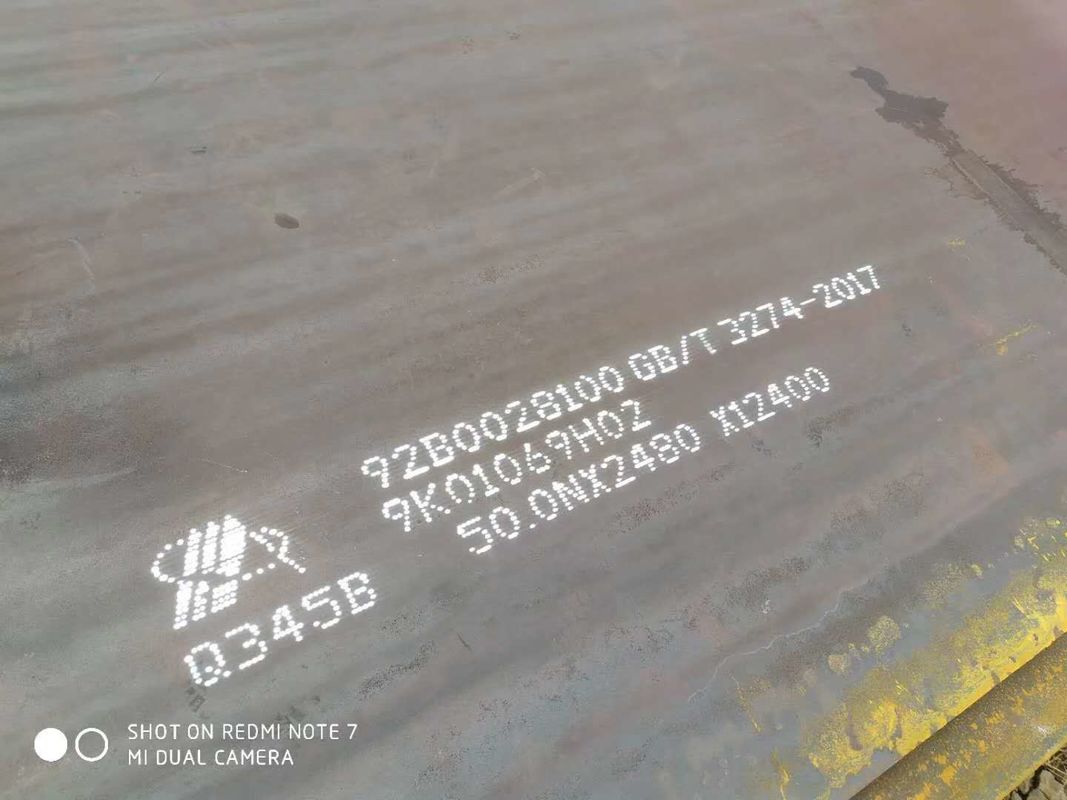 92B0028100 GB/T 3274-2017
9K01069H02
50.0NX2480 X12400
Q345B
SHOT ON REDMI NOTE 7
MI DUAL CAMERA